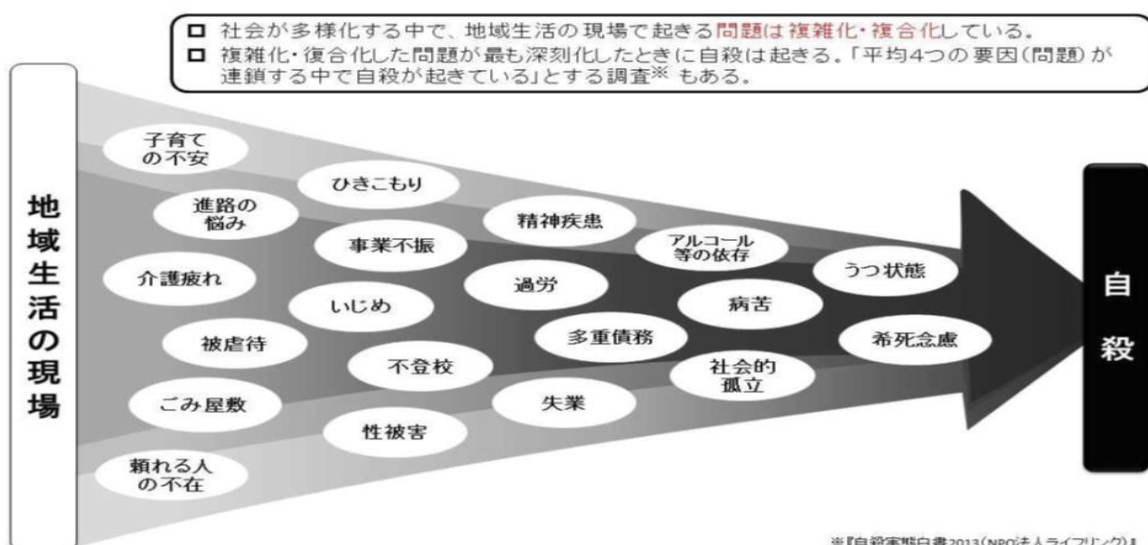 □ 社会が多様化する中で、地域生活の現場で起きる問題は複雑化・複合化している。
□ 複雑化・復合化した問題が最も深刻化したときに自殺は起きる。「平均4つの要因(問題)が
連鎖する中で自殺が起きている」とする調査※ もある。
地域生活の現場
子育て
の不安
進路の
悩み
介護疲れ
被虐待
ごみ屋敷
頼れる人
の不在
ひきこもり
事業不振
いじめ
不登校
性被害
精神疾患
過労
多重債務
失業
アルコール
等の依存
病苦
社会的
孤立
うつ状態
希死念慮
自殺
※『自殺実態白書2013(NPO法人ライフリンク)』